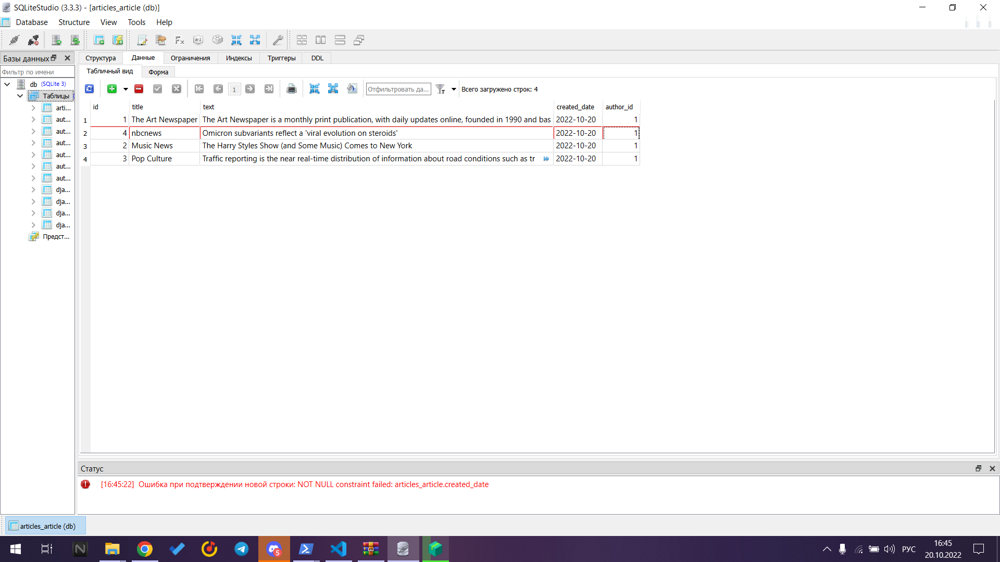 SQLiteStudio (3.3.3) - [articles_article (db)]
Database Structure View Tools Help
Базы данных
Структура Данные Ограничения Индексы Триггеры DDL
Фильтр по имени
Табличный вид Форма
db (SQLite 3)
Таблицы
arti...
aut...
aut...
aut...
aut...
aut...
aut...
dja...
dja...
dja...
dja...
Предст...
1 Отфильтровать да... Всего загружено строк: 4
id title text created_date author_id
1 1 The Art Newspaper The Art Newspaper is a monthly print publication, with daily updates online, founded in 1990 and bas 2022-10-20 1
2 4 nbcnews Omicron subvariants reflect a 'viral evolution on steroids' 2022-10-20 1
3 2 Music News The Harry Styles Show (and Some Music) Comes to New York 2022-10-20 1
4 3 Pop Culture Traffic reporting is the near real-time distribution of information about road conditions such as tr 2022-10-20 1
Статус
[16:45:22] Ошибка при подтверждении новой строки: NOT NULL constraint failed: articles_article.created_date
articles_article (db)
5
РУС
16:45
20.10.2022